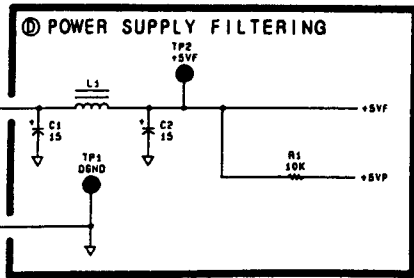 Ⓓ POWER SUPPLY FILTERING
TP2
+5VF
L1
+5VF
+ C1
15
+ C2
15
TP1
DGND
R1
10K
+5VP